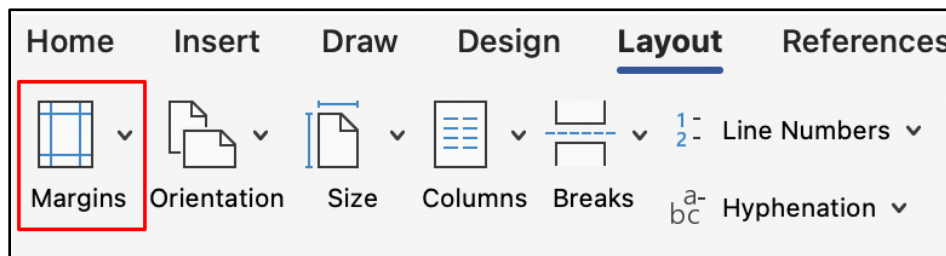 Home Insert Draw Design Layout References
Margins Orientation Size Columns Breaks
1 2 Line Numbers
a- bc Hyphenation